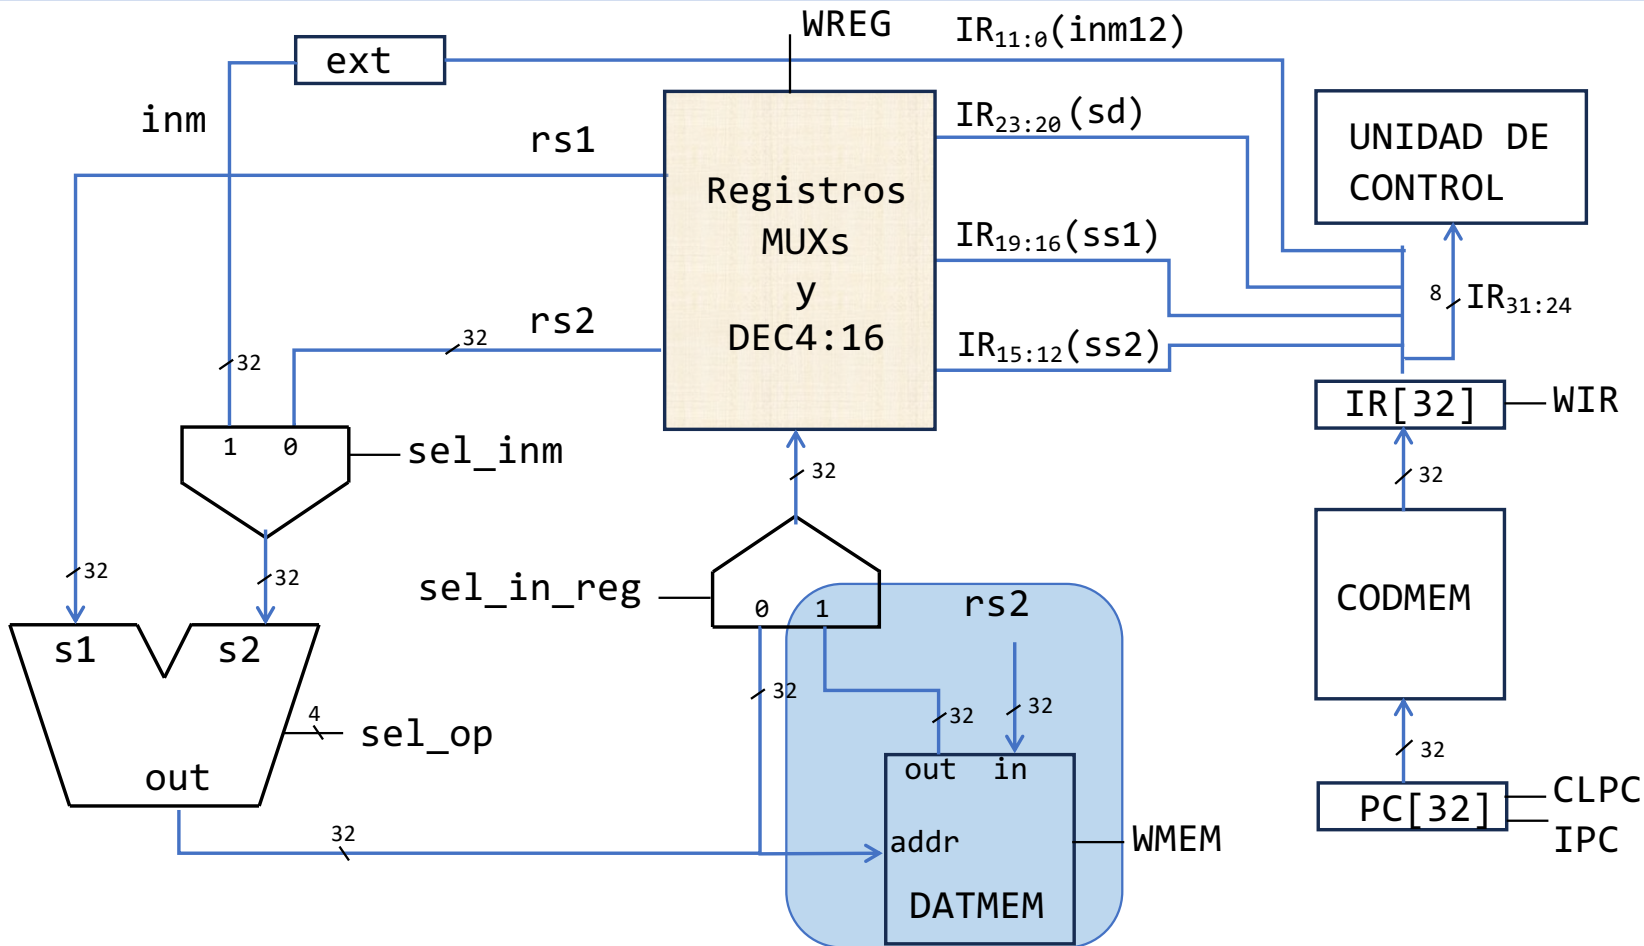 WREG
IR11:0(inm12)
ext
inm
rs1
IR23:20(sd)
UNIDAD DE
CONTROL
Registros
MUXs
y
DEC4:16
IR19:16(ss1)
8
IR31:24
rs2
32
IR15:12(ss2)
32
1
0
sel_inm
IR[32]
WIR
32
32
32
32
sel_in_reg
0
1
rs2
CODMEM
s1
s2
32
32
32
4
sel_op
32
out
out
in
PC[32]
CLPC
IPC
32
addr
WMEM
DATMEM